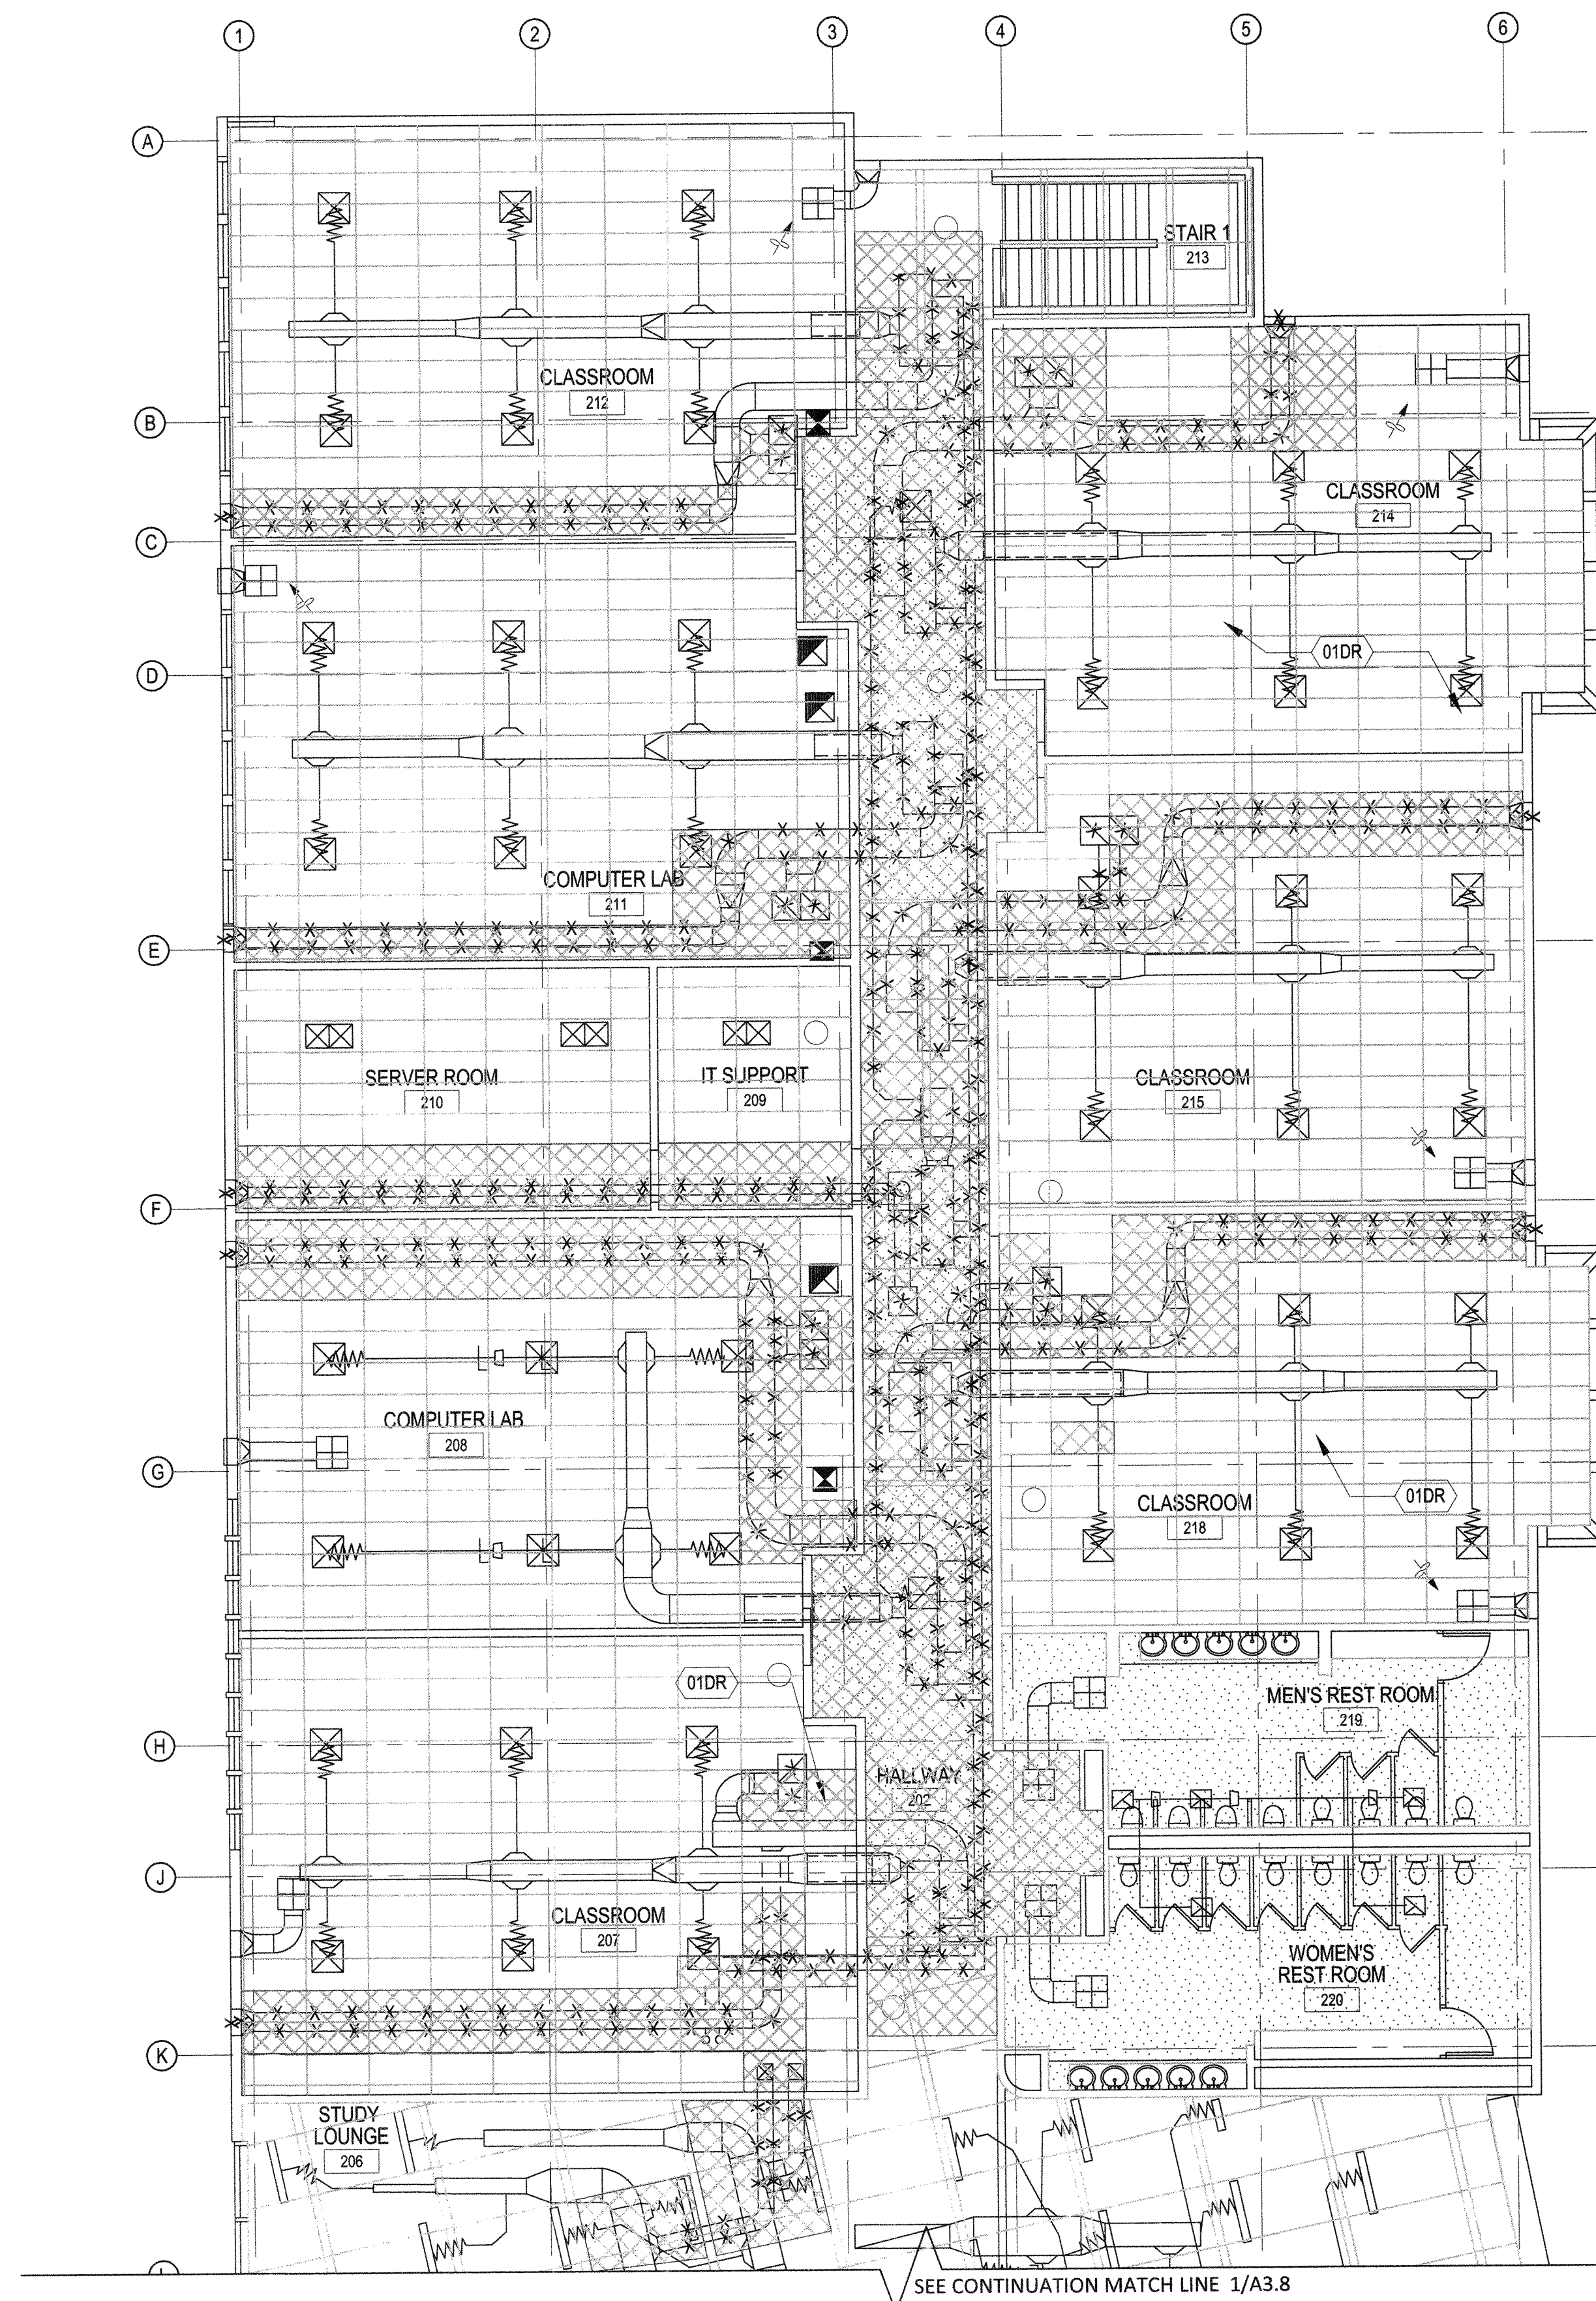 1
2
3
4
5
6
A
STAIR 1
213
CLASSROOM
212
B
CLASSROOM
214
C
01DR
D
COMPUTER LAB
211
E
SERVER ROOM
210
IT SUPPORT
209
CLASSROOM
215
F
COMPUTER LAB
208
G
CLASSROOM
218
01DR
01DR
MEN'S REST ROOM
219
H
HALLWAY
202
J
CLASSROOM
207
WOMEN'S
REST ROOM
220
K
STUDY
LOUNGE
206
SEE CONTINUATION MATCH LINE 1/A3.8